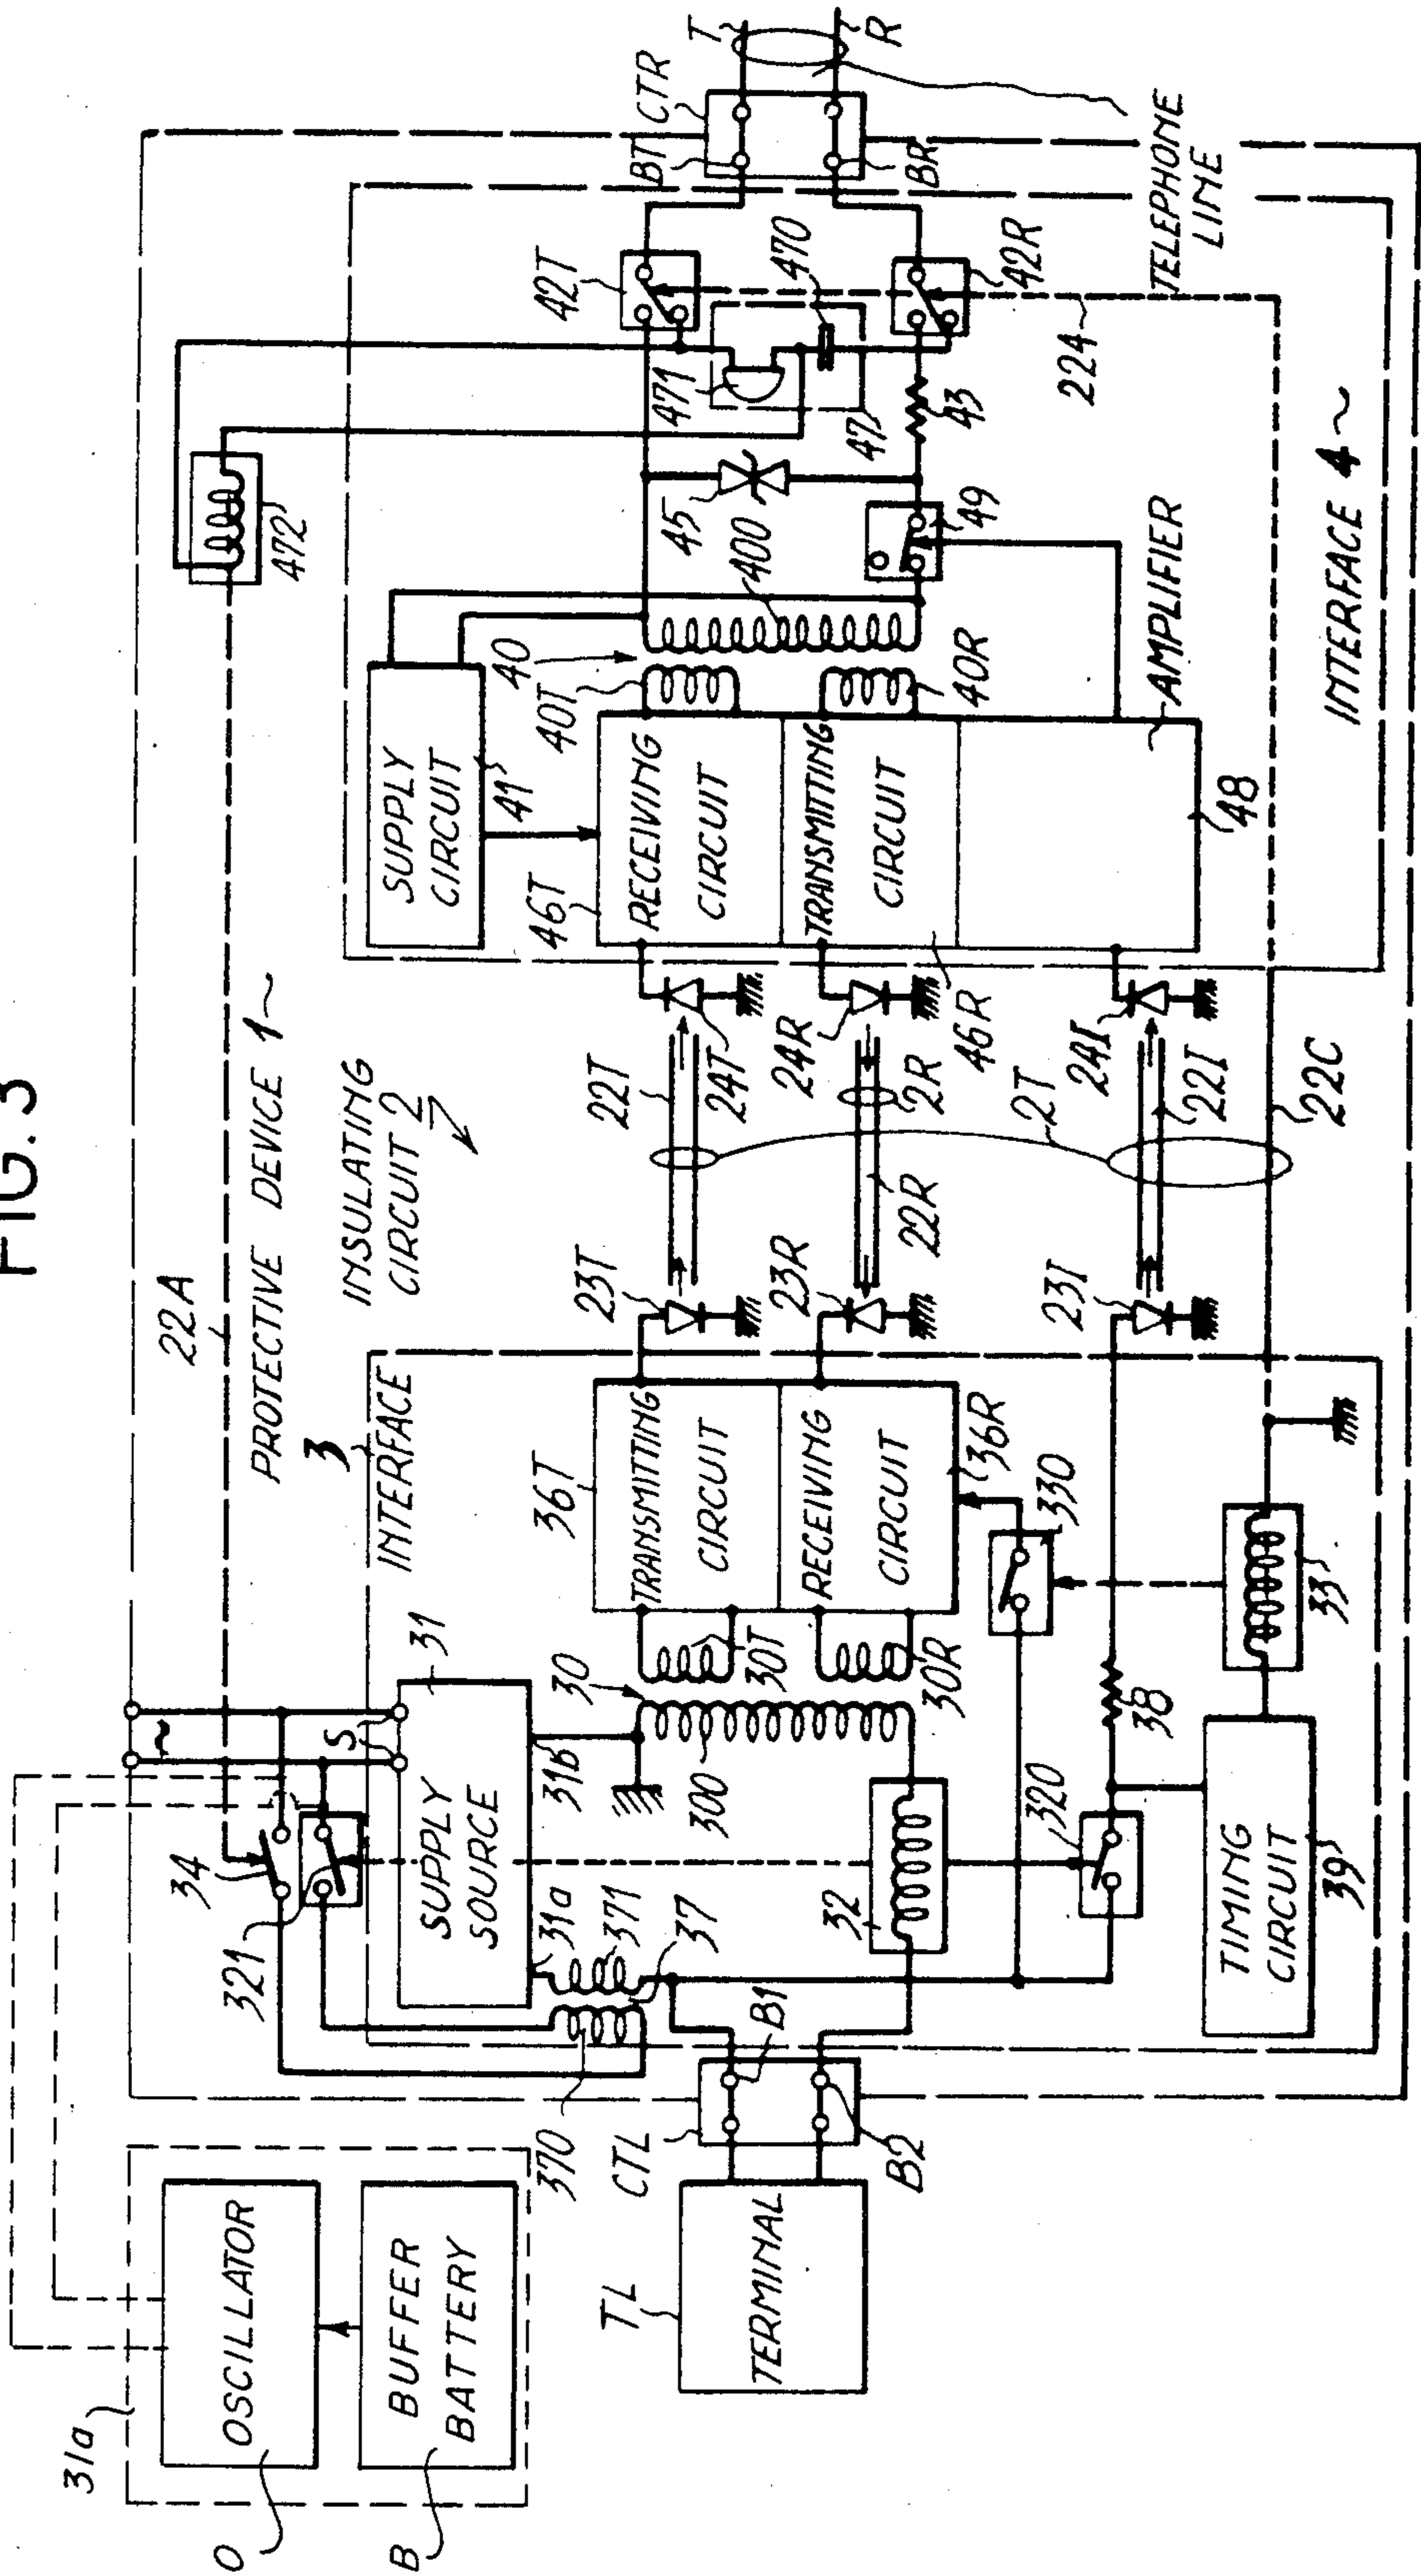 FIG. 3
22A
PROTECTIVE DEVICE 1
INSULATING
CIRCUIT 2
3
INTERFACE
31a
O
OSCILLATOR
B
BUFFER
BATTERY
TL
TERMINAL
CTL
B1
B2
370
371
37
31a
31b
321
34
S
~
31
SUPPLY
SOURCE
30
300
30T
30R
32
320
36T
TRANSMITTING
CIRCUIT
RECEIVING
CIRCUIT
36R
330
38
33
TIMING
CIRCUIT
39
23T
22T
24T
23R
22R
2R
24R
23I
22I
24I
2T
22C
472
SUPPLY
CIRCUIT
41
46T
RECEIVING
CIRCUIT
TRANSMITTING
CIRCUIT
46R
48
AMPLIFIER
40
40T
40R
400
45
49
43
47
471
470
42T
42R
224
INTERFACE 4
BT
CTR
BR
T
R
TELEPHOME
LIME